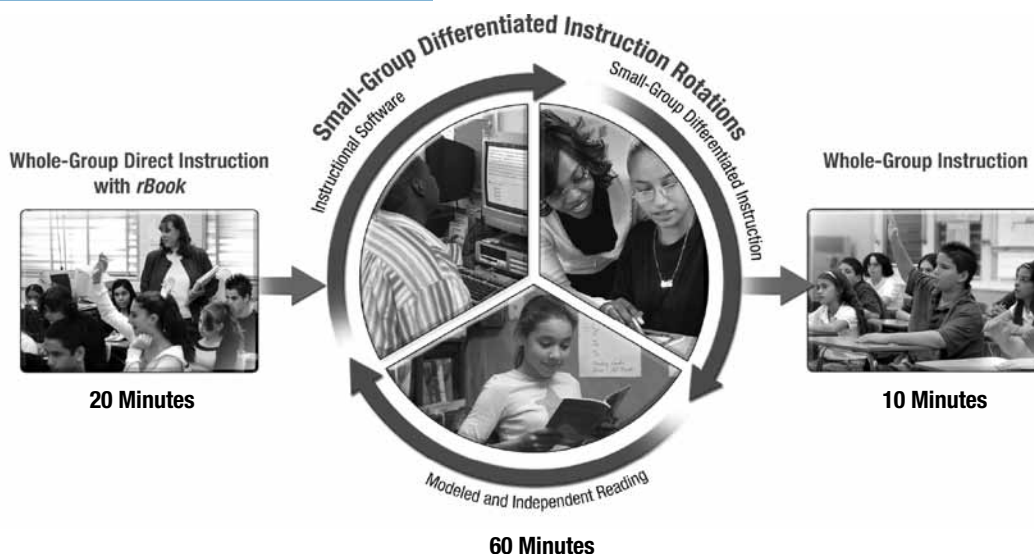 Small-Group Differentiated Instruction Rotations
Instructional Software
Small-Group Differentiated Instruction
Whole-Group Direct Instruction
with rBook
Whole-Group Instruction
20 Minutes
10 Minutes
Modeled and Independent Reading
60 Minutes